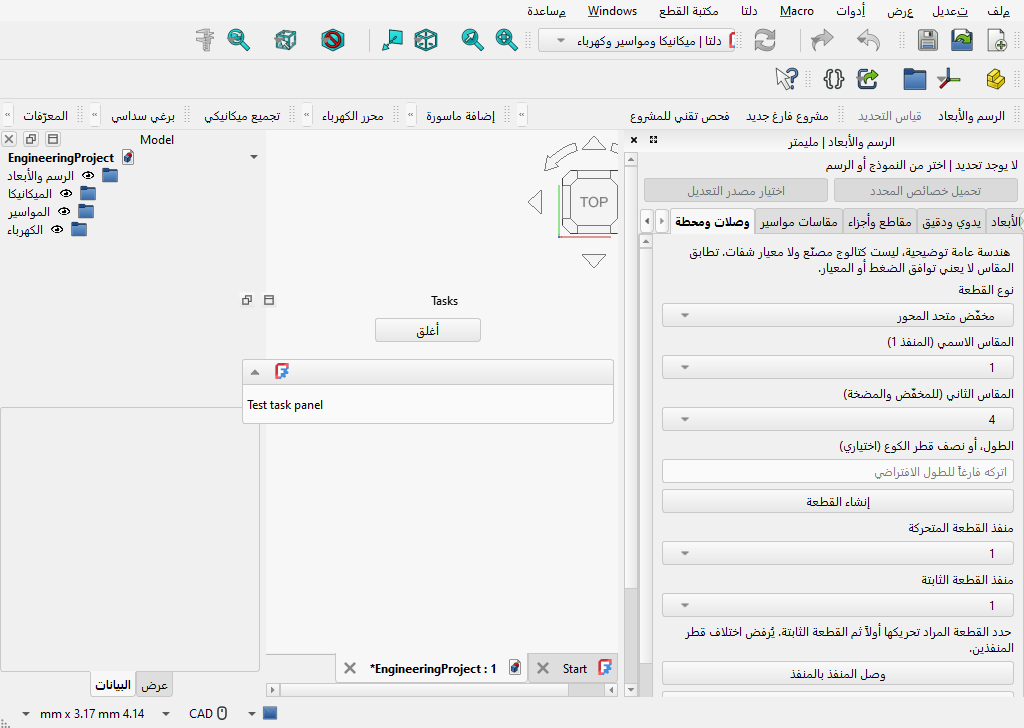 ملف تعديل عرض أدوات Macro دلتا مكتبة القطع Windows مساعدة
دلتا | ميكانيكا ومواسير وكهرباء
الرسم والأبعاد قياس التحديد مشروع فارغ جديد فحص تقني للمشروع
إضافة ماسورة
محرر الكهرباء
تجميع ميكانيكي
برغي سداسي
المعرّفات
Model
EngineeringProject
الرسم والأبعاد
الميكانيكا
المواسير
الكهرباء
TOP
Tasks
أغلق
Test task panel
الرسم والأبعاد | مليمتر
لا يوجد تحديد | اختر من النموذج أو الرسم
تحميل خصائص المحدد
اختيار مصدر التعديل
الأبعاد يدوي ودقيق مقاطع وأجزاء مقاسات مواسير وصلات ومحطة
هندسة عامة توضيحية، ليست كتالوج مصنّع ولا معيار شفات. تطابق
المقاس لا يعني توافق الضغط أو المعيار.
نوع القطعة
مخفّض متحد المحور
المقاس الاسمي (المنفذ 1)
1
المقاس الثاني (للمخفّض والمضخة)
4
الطول، أو نصف قطر الكوع (اختياري)
اتركه فارغاً للطول الافتراضي
إنشاء القطعة
منفذ القطعة المتحركة
1
منفذ القطعة الثابتة
1
حدد القطعة المراد تحريكها أولاً ثم القطعة الثابتة. يُرفض اختلاف قطر
المنفذين.
وصل المنفذ بالمنفذ
Start
EngineeringProject : 1*
عرض
البيانات
CAD
mm x 3.17 mm 4.14